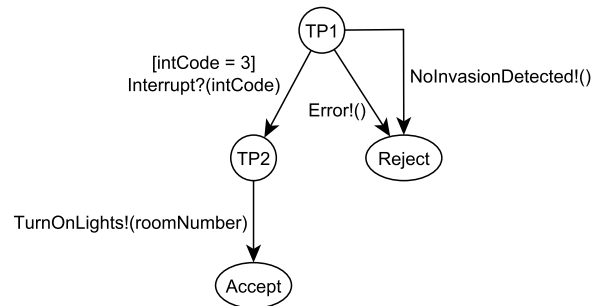 TP1
[intCode = 3]
Interrupt?(intCode)
NoInvasionDetected!()
Error!()
TP2
Reject
TurnOnLights!(roomNumber)
Accept